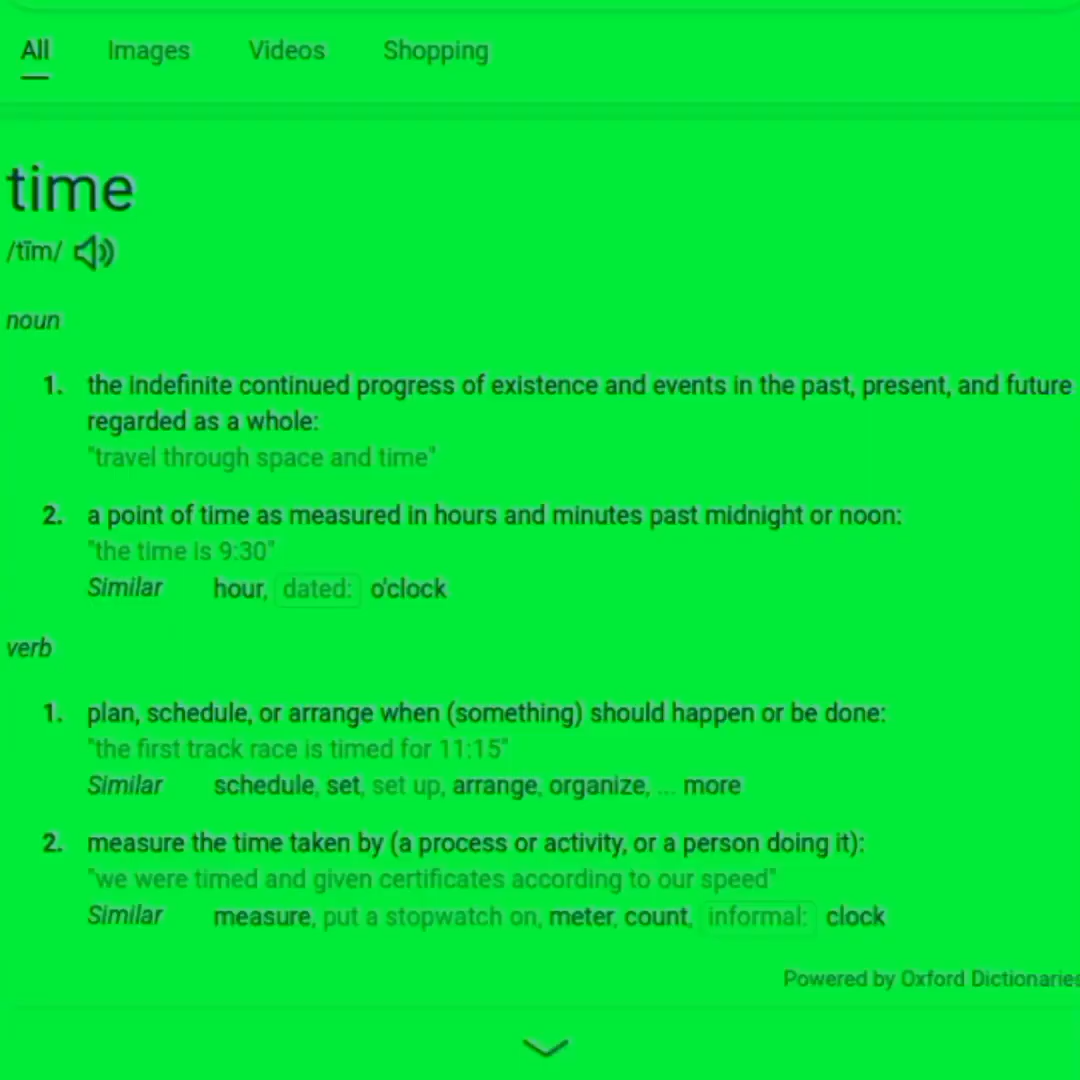 All Images Videos Shopping
time
/tīm/
noun
1. the indefinite continued progress of existence and events in the past, present, and future
regarded as a whole:
"travel through space and time"
2. a point of time as measured in hours and minutes past midnight or noon:
"the time is 9:30"
Similar hour, dated: o'clock
verb
1. plan, schedule, or arrange when (something) should happen or be done:
"the first track race is timed for 11:15"
Similar schedule, set, set up, arrange, organize, ... more
2. measure the time taken by (a process or activity, or a person doing it):
"we were timed and given certificates according to our speed"
Similar measure, put a stopwatch on, meter, count, informal: clock
Powered by Oxford Dictionaries